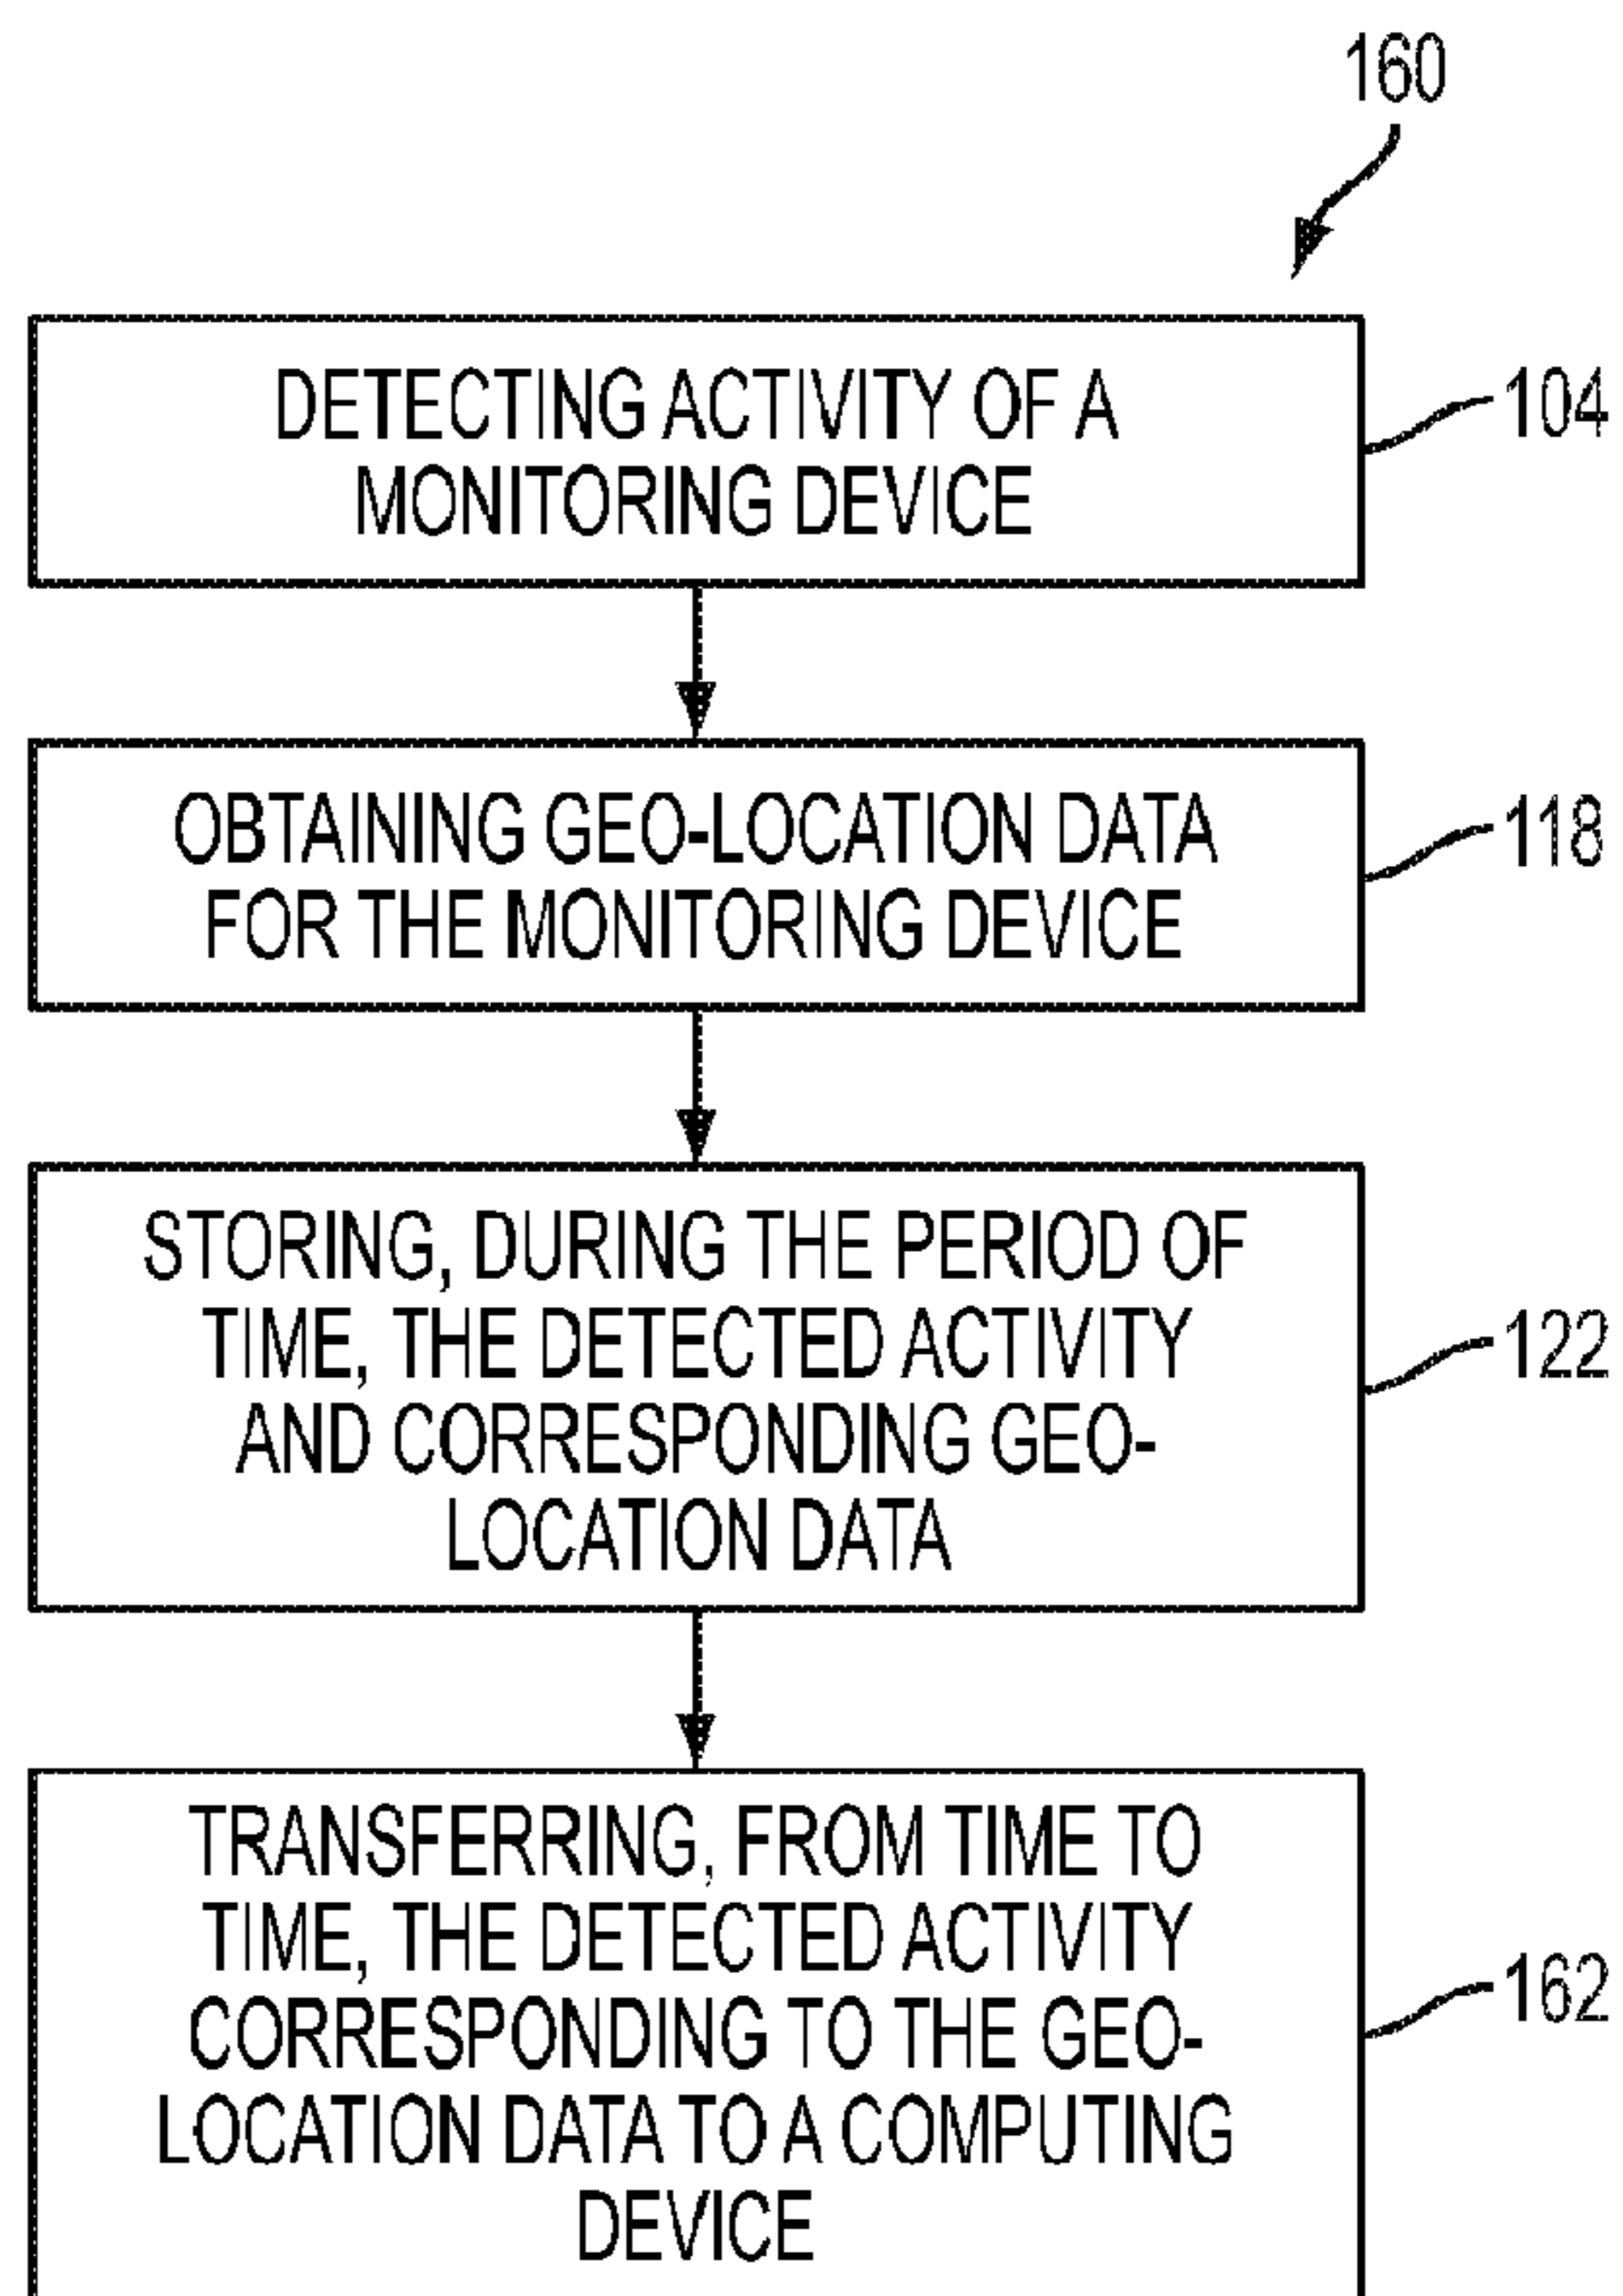 160
DETECTING ACTIVITY OF A
MONITORING DEVICE
104
OBTAINING GEO-LOCATION DATA
FOR THE MONITORING DEVICE
118
STORING, DURING THE PERIOD OF
TIME, THE DETECTED ACTIVITY
AND CORRESPONDING GEO-
LOCATION DATA
122
TRANSFERRING, FROM TIME TO
TIME, THE DETECTED ACTIVITY
CORRESPONDING TO THE GEO-
LOCATION DATA TO A COMPUTING
DEVICE
162